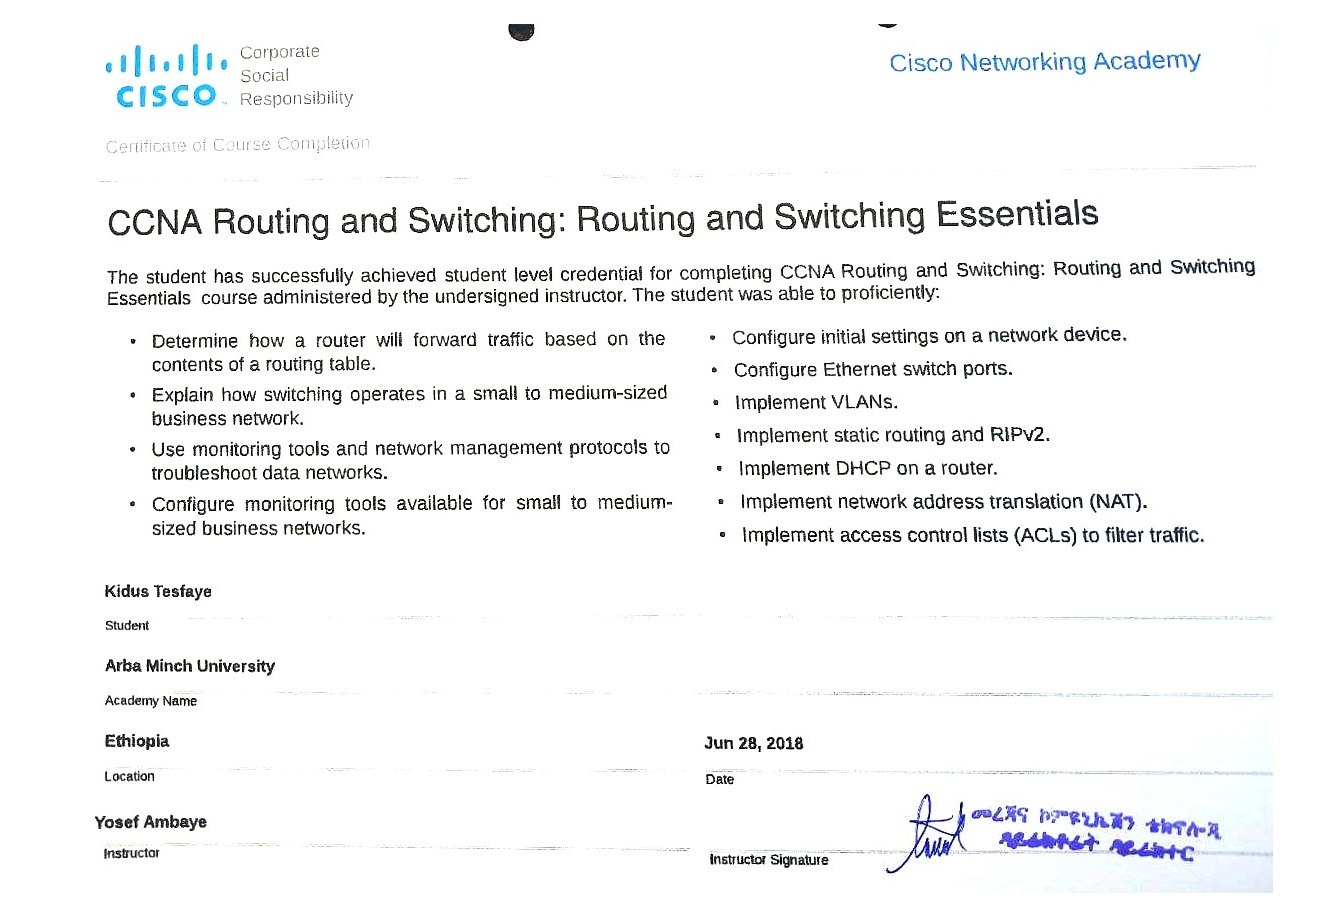 CISCO
Corporate
Social
Responsibility
Cisco Networking Academy
Certificate of Course Completion
CCNA Routing and Switching: Routing and Switching Essentials
The student has successfully achieved student level credential for completing CCNA Routing and Switching: Routing and Switching
Essentials course administered by the undersigned instructor. The student was able to proficiently:
• Determine how a router will forward traffic based on the
contents of a routing table.
• Explain how switching operates in a small to medium-sized
business network.
• Use monitoring tools and network management protocols to
troubleshoot data networks.
• Configure monitoring tools available for small to medium-
sized business networks.
• Configure initial settings on a network device.
• Configure Ethernet switch ports.
• Implement VLANs.
• Implement static routing and RIPv2.
• Implement DHCP on a router.
• Implement network address translation (NAT).
• Implement access control lists (ACLs) to filter traffic.
Kidus Tesfaye
Student
Arba Minch University
Academy Name
Ethiopia
Location
Jun 28, 2018
Date
Yosef Ambaye
Instructor
Instructor Signature
መረጃና ኮምዩኒኬሽን ቴክኖሎጂ
ዳይሬክቶሬት ዳይሬክተር